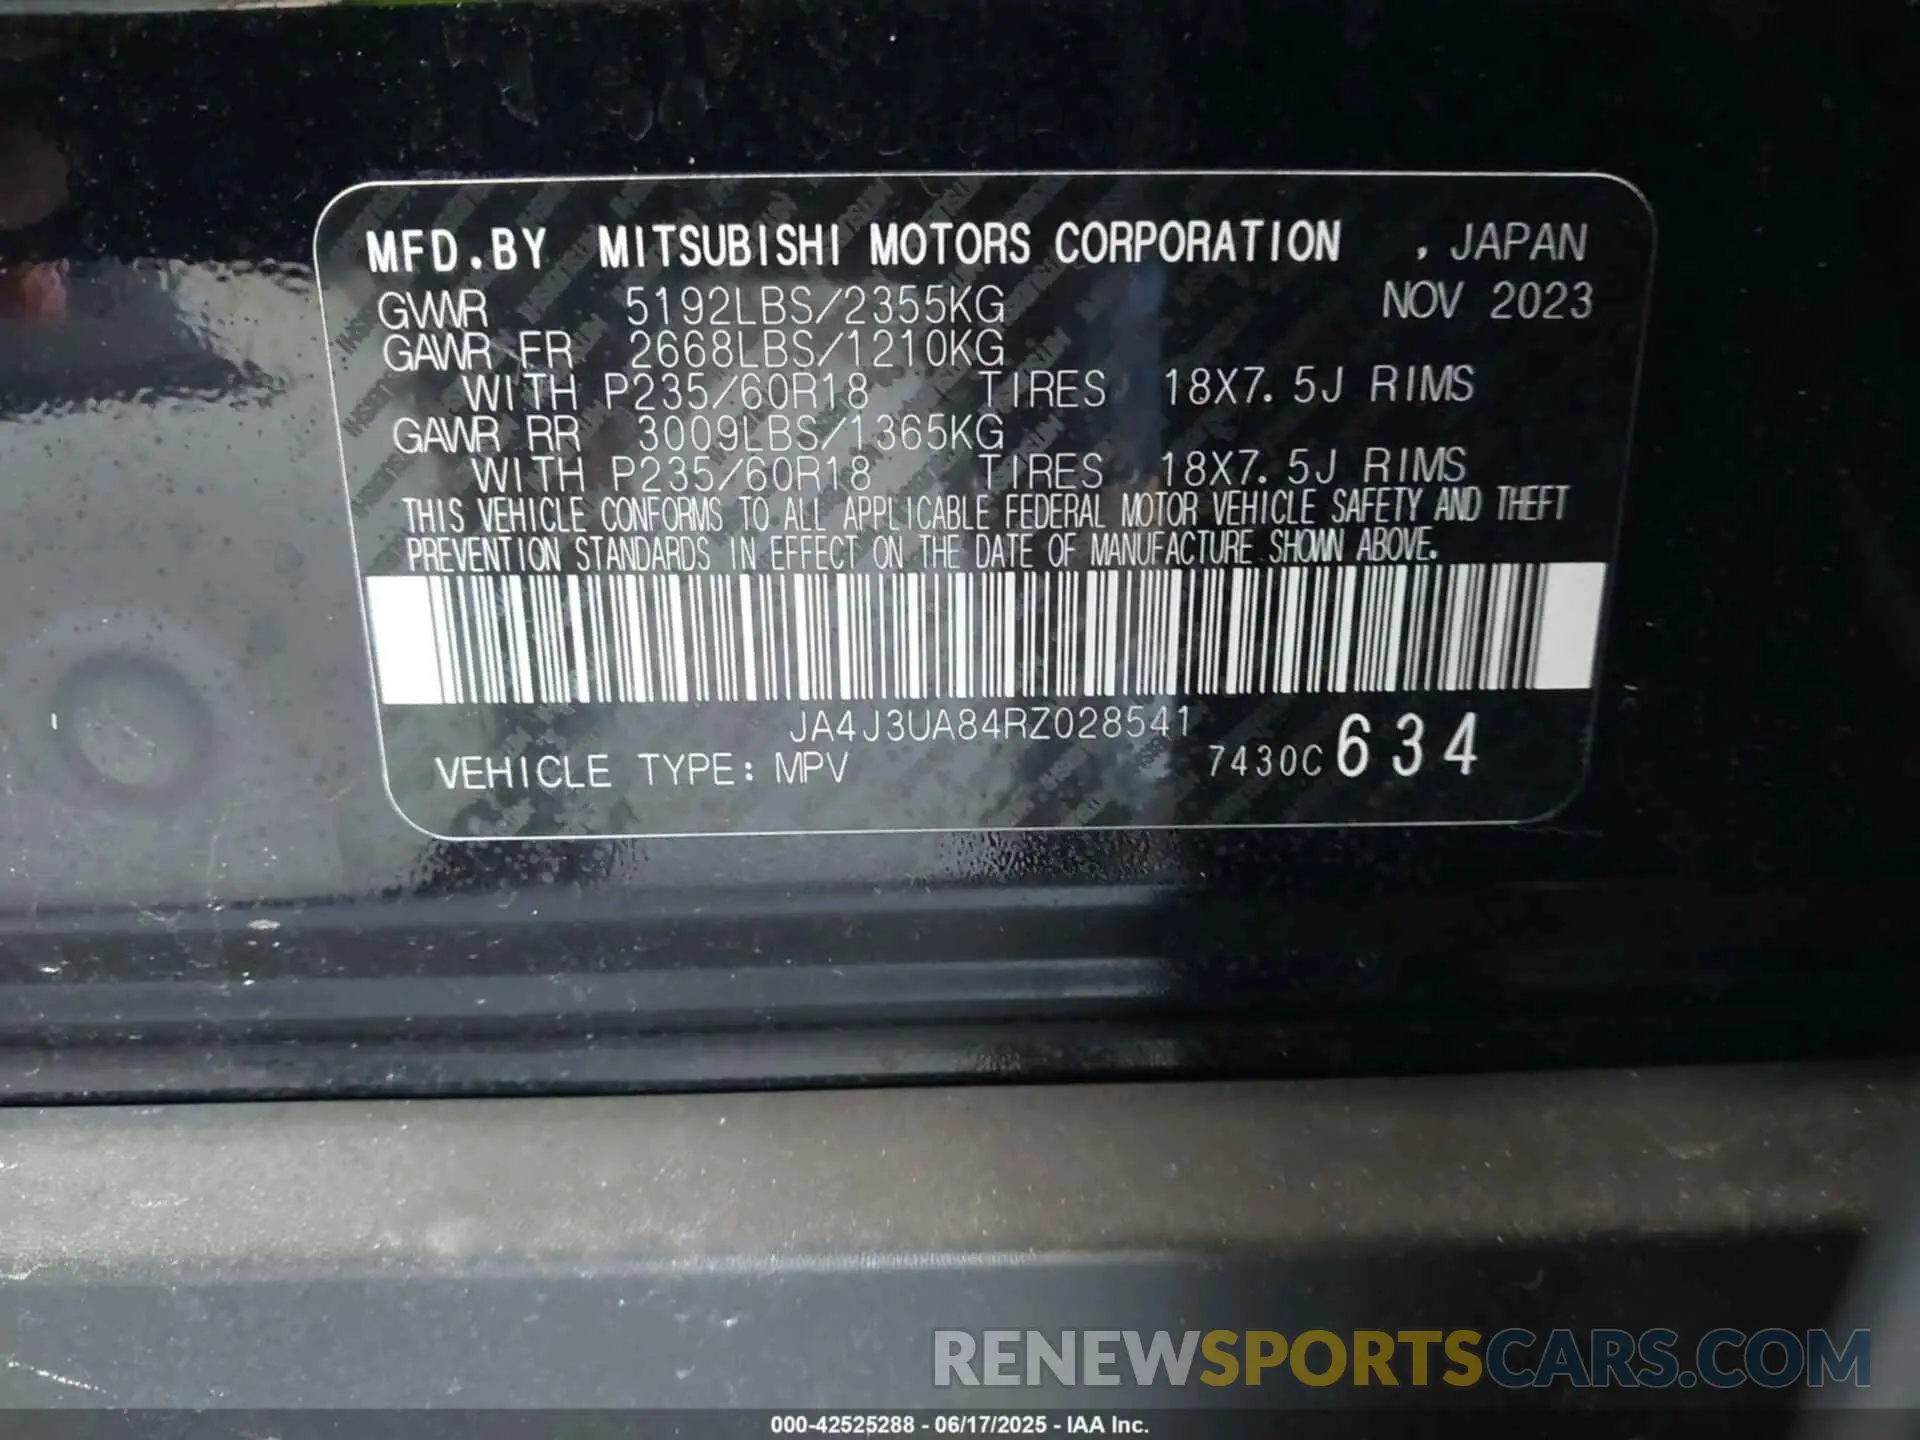 MFD.BY MITSUBISHI MOTORS CORPORATION , JAPAN
GVWR 5192LBS/2355KG NOV 2023
GAWR FR 2668LBS/1210KG
WITH P235/60R18 TIRES 18X7.5J RIMS
GAWR RR 3009LBS/1365KG
WITH P235/60R18 TIRES 18X7.5J RIMS
THIS VEHICLE CONFORMS TO ALL APPLICABLE FEDERAL MOTOR VEHICLE SAFETY AND THEFT
PREVENTION STANDARDS IN EFFECT ON THE DATE OF MANUFACTURE SHOWN ABOVE.
JA4J3UA84RZ028541
VEHICLE TYPE: MPV 7430C 634
RENEWSPORTSCARS.COM
000-42525288 - 06/17/2025 - IAA Inc.